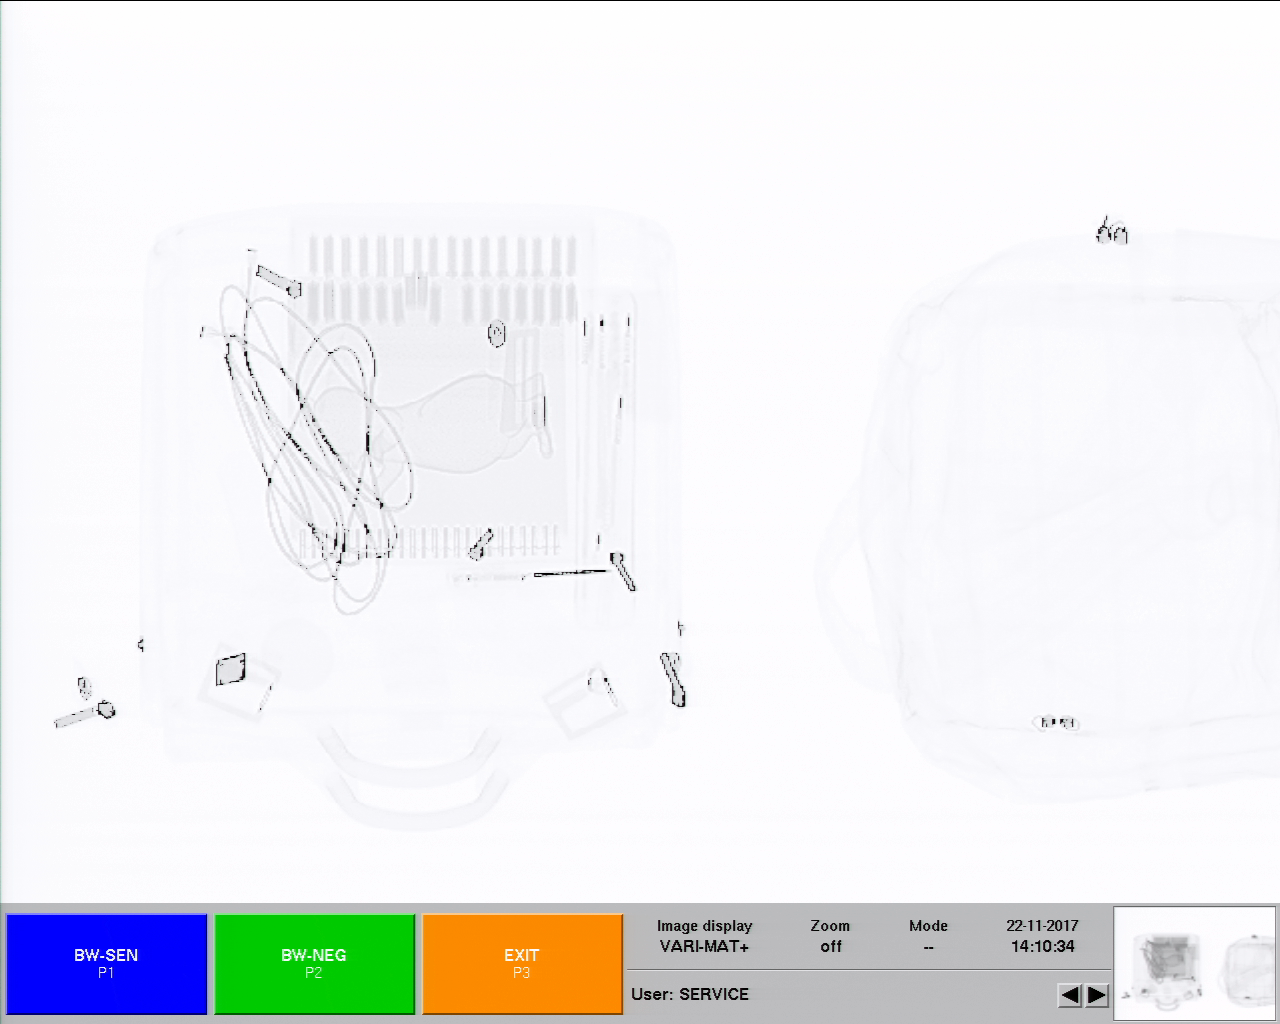 BW-SEN
P1
BW-NEG
P2
EXIT
P3
Image display
VARI-MAT+
Zoom
off
Mode
--
22-11-2017
14:10:34
User: SERVICE